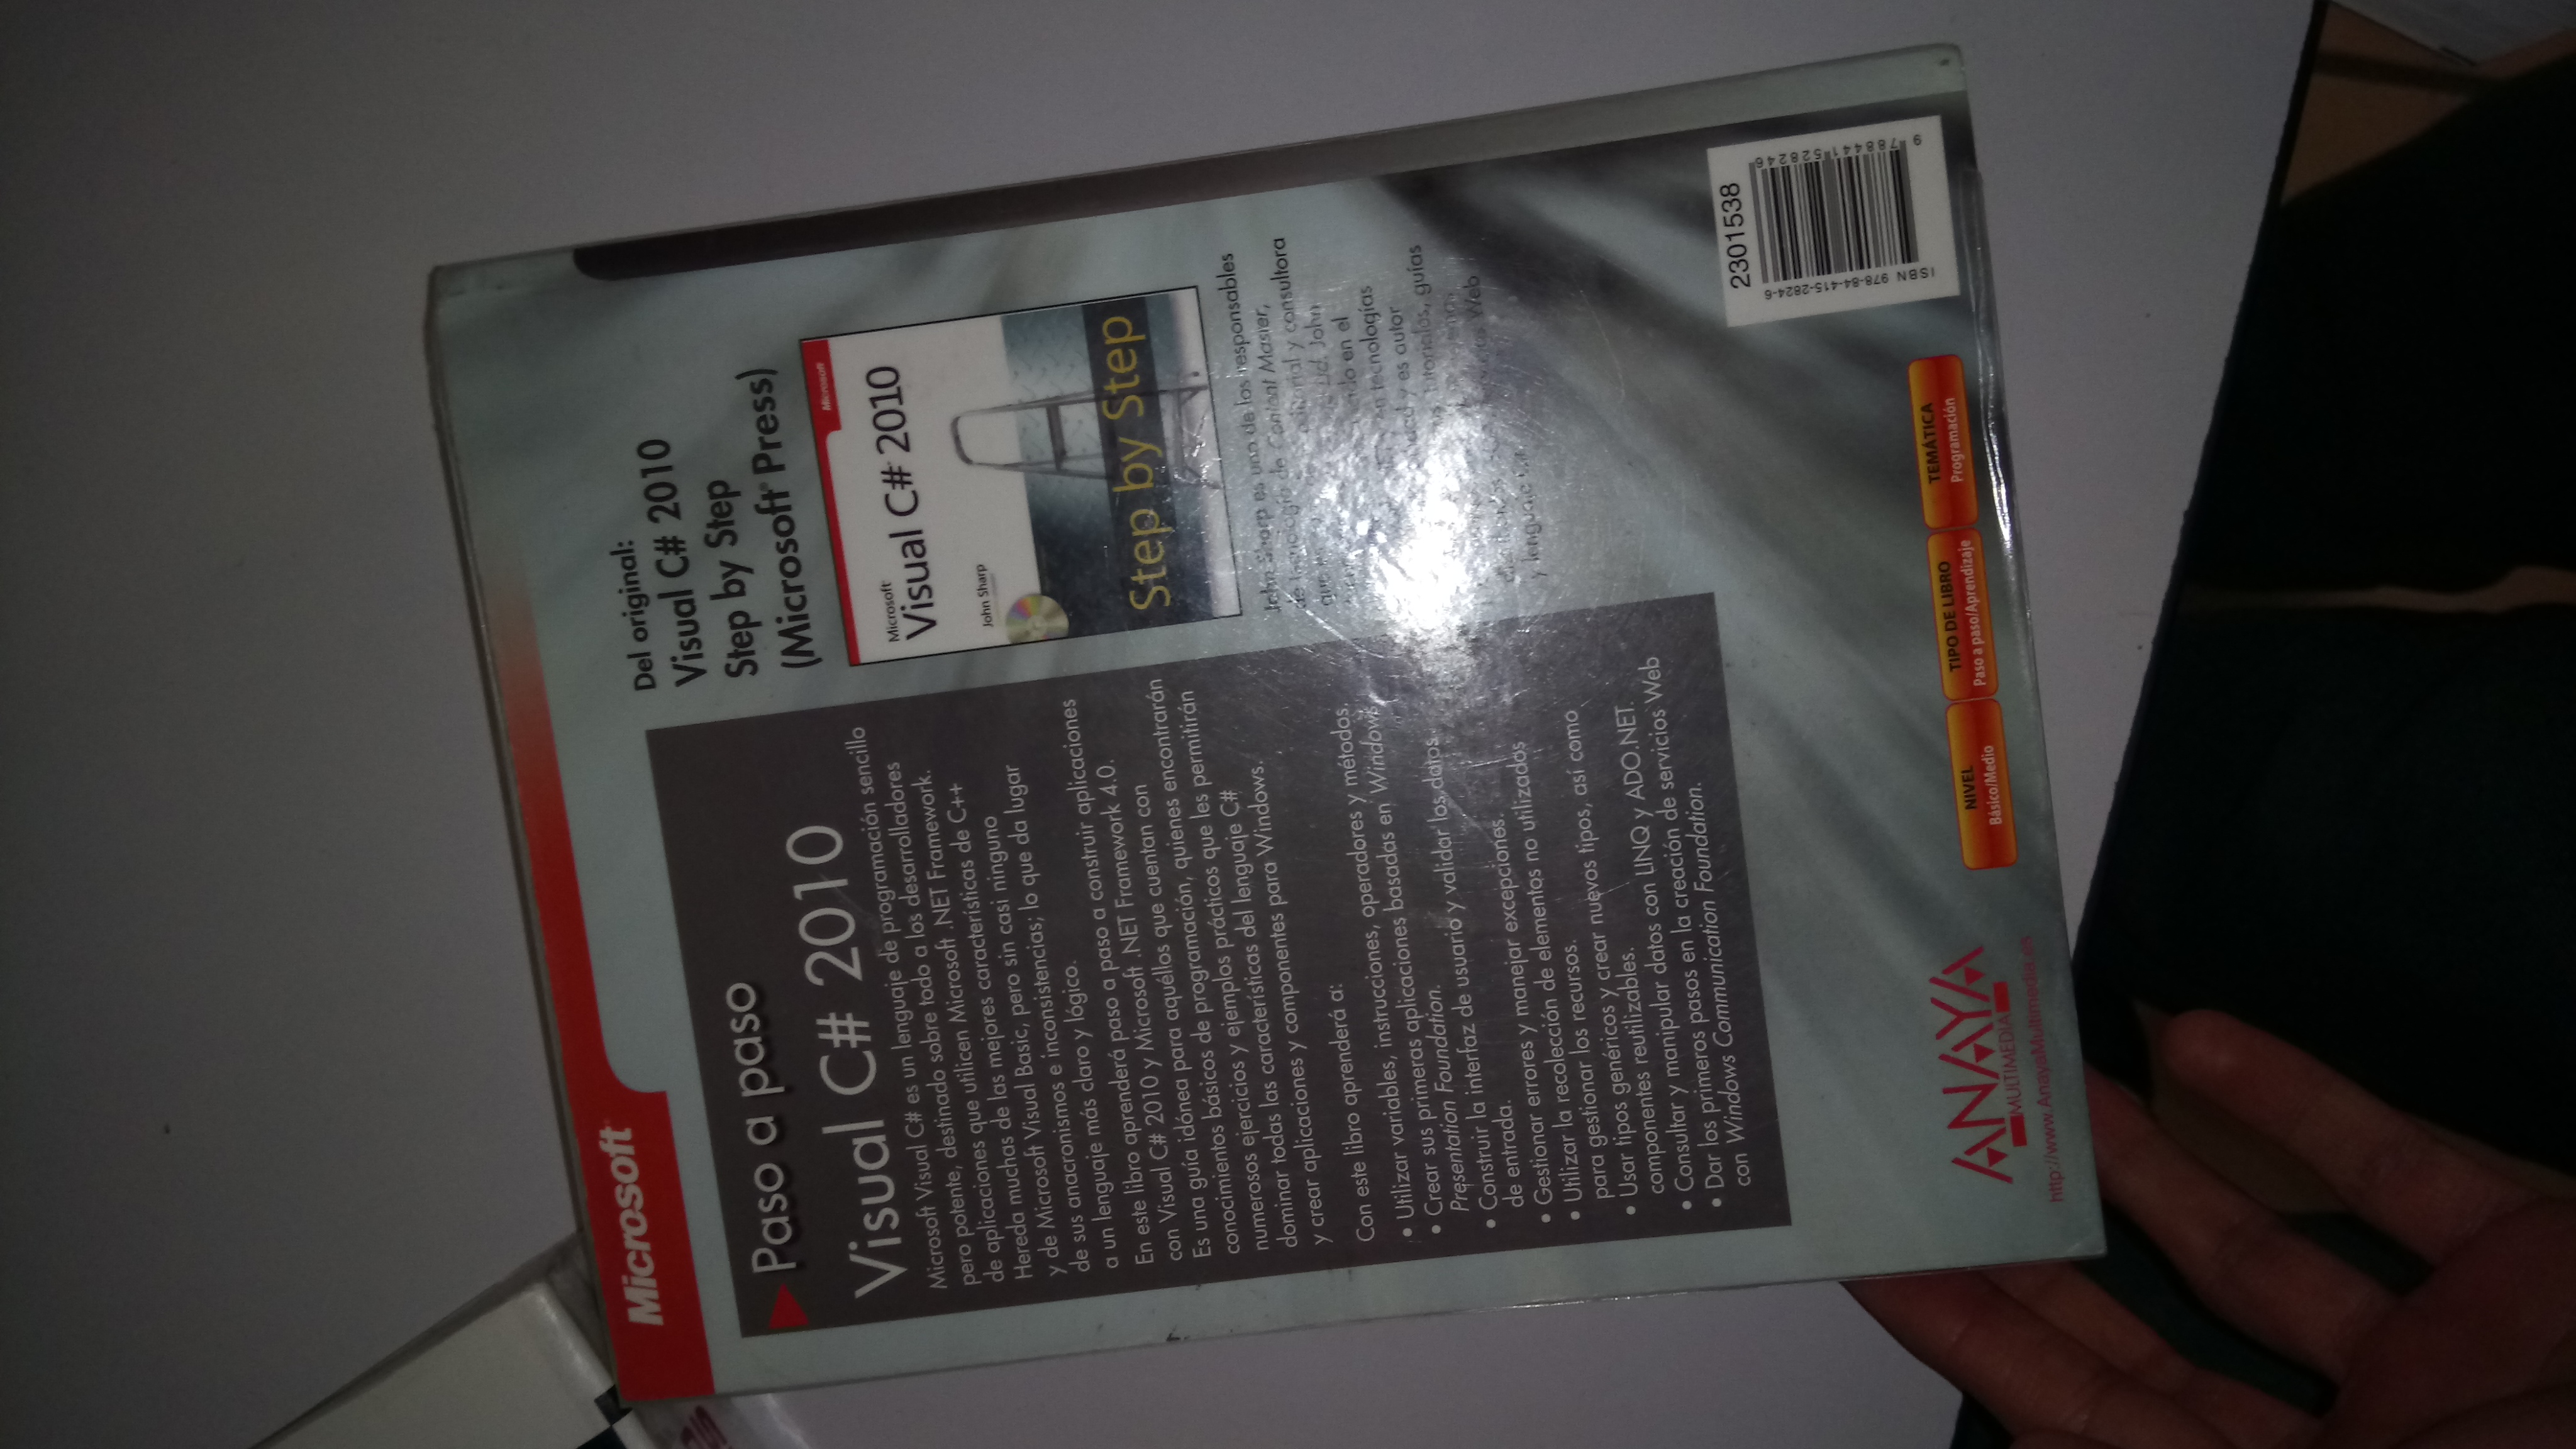 Microsoft
Paso a paso
Visual C# 2010
Microsoft Visual C# es un lenguaje de programación sencillo
pero potente, destinado sobre todo a los desarrolladores
de aplicaciones que utilicen Microsoft .NET Framework.
Hereda muchas de las mejores características de C++
y de Microsoft Visual Basic, pero sin casi ninguno
de sus anacronismos e inconsistencias; lo que da lugar
a un lenguaje más claro y lógico.
En este libro aprenderá paso a paso a construir aplicaciones
con Visual C# 2010 y Microsoft .NET Framework 4.0.
Es una guía idónea para aquéllos que cuentan con
conocimientos básicos de programación, quienes encontrarán
numerosos ejercicios y ejemplos prácticos que les permitirán
dominar todas las características del lenguaje C#
y crear aplicaciones y componentes para Windows.
Con este libro aprenderá a:
• Utilizar variables, instrucciones, operadores y métodos.
• Crear sus primeras aplicaciones basadas en Windows
Presentation Foundation.
• Construir la interfaz de usuario y validar los datos
de entrada.
• Gestionar errores y manejar excepciones.
• Utilizar la recolección de elementos no utilizados
para gestionar los recursos.
• Usar tipos genéricos y crear nuevos tipos, así como
componentes reutilizables.
• Consultar y manipular datos con LINQ y ADO.NET.
• Dar los primeros pasos en la creación de servicios Web
con Windows Communication Foundation.
Del original:
Visual C# 2010
Step by Step
(Microsoft® Press)
Microsoft
Microsoft
Visual C# 2010
John Sharp
Step by Step
John Sharp es uno de los responsables
de tecnología de Content Master,
que editorial y consultora
Ltd. John
en el
en tecnologías
y es autor
tutoriales, guías
Web
y lenguaje
2301538
ISBN 978-84-415-2824-6
9 788441 528246
ANAYA
MULTIMEDIA
http://www.AnayaMultimedia.es
NIVEL
Básico/Medio
TIPO DE LIBRO
Paso a paso/Aprendizaje
TEMÁTICA
Programación